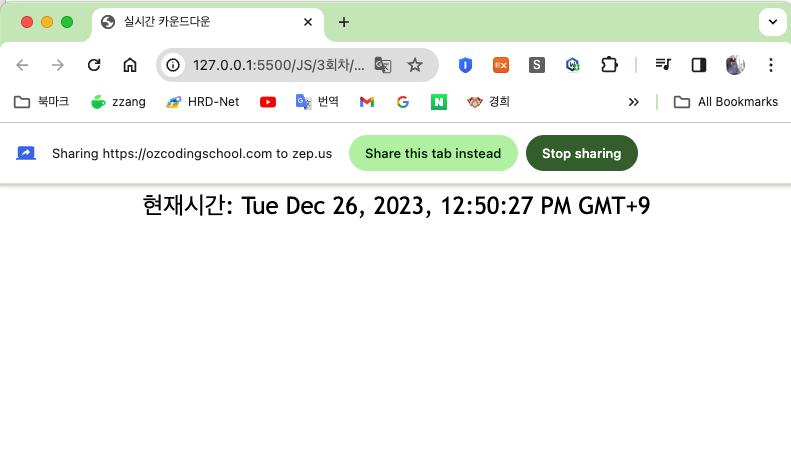 실시간 카운드다운
127.0.0.1:5500/JS/3회차/...
북마크 zzang HRD-Net 번역 경희 All Bookmarks
Sharing https://ozcodingschool.com to zep.us Share this tab instead Stop sharing
현재시간: Tue Dec 26, 2023, 12:50:27 PM GMT+9